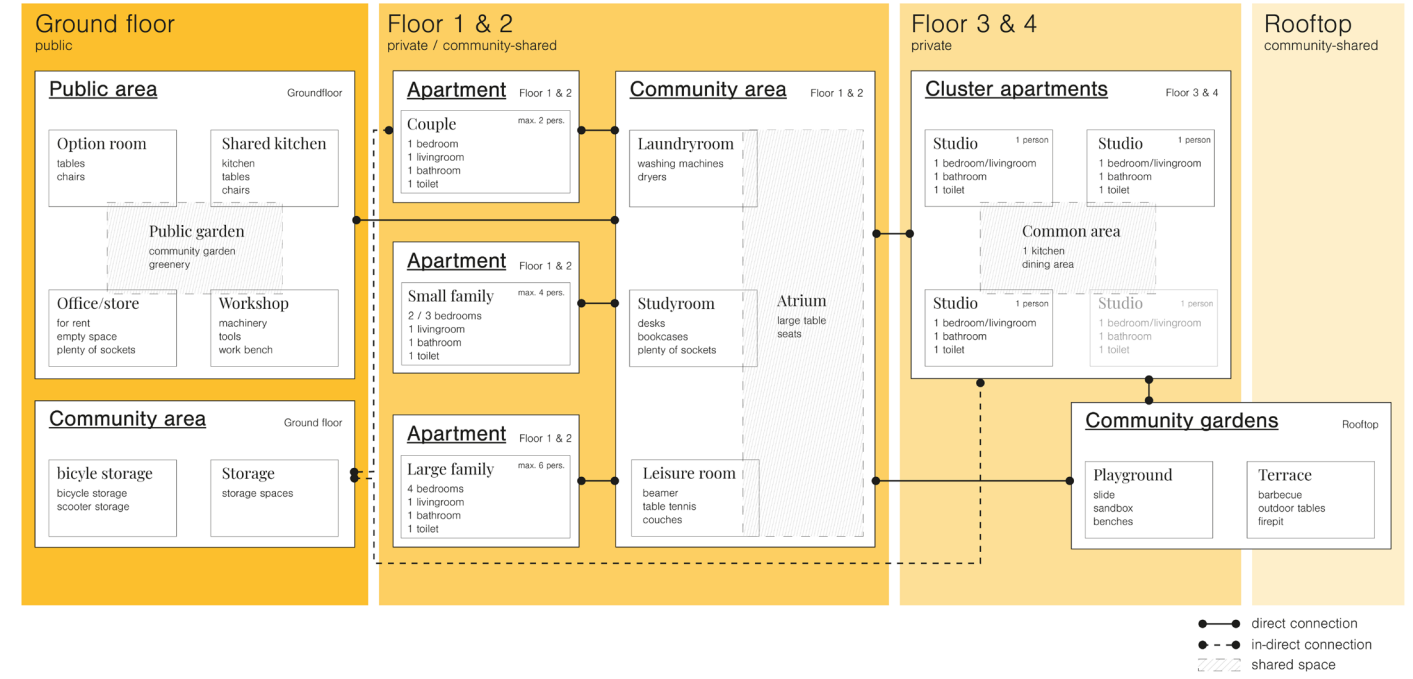 Ground floor
public
Public area
Groundfloor
Option room
tables
chairs
Shared kitchen
kitchen
tables
chairs
Public garden
community garden
greenery
Office/store
for rent
empty space
plenty of sockets
Workshop
machinery
tools
work bench
Community area
Ground floor
bicyle storage
bicycle storage
scooter storage
Storage
storage spaces
Floor 1 & 2
private / community-shared
Apartment
Floor 1 & 2
Couple
max. 2 pers.
1 bedroom
1 livingroom
1 bathroom
1 toilet
Apartment
Floor 1 & 2
Small family
max. 4 pers.
2 / 3 bedrooms
1 livingroom
1 bathroom
1 toilet
Apartment
Floor 1 & 2
Large family
max. 6 pers.
4 bedrooms
1 livingroom
1 bathroom
1 toilet
Community area
Floor 1 & 2
Laundryroom
washing machines
dryers
Studyroom
desks
bookcases
plenty of sockets
Atrium
large table
seats
Leisure room
beamer
table tennis
couches
Floor 3 & 4
private
Cluster apartments
Floor 3 & 4
Studio
1 person
1 bedroom/livingroom
1 bathroom
1 toilet
Studio
1 person
1 bedroom/livingroom
1 bathroom
1 toilet
Common area
1 kitchen
dining area
Studio
1 person
1 bedroom/livingroom
1 bathroom
1 toilet
Studio
1 person
1 bedroom/livingroom
1 bathroom
1 toilet
Rooftop
community-shared
Community gardens
Rooftop
Playground
slide
sandbox
benches
Terrace
barbecue
outdoor tables
firepit
direct connection
in-direct connection
shared space